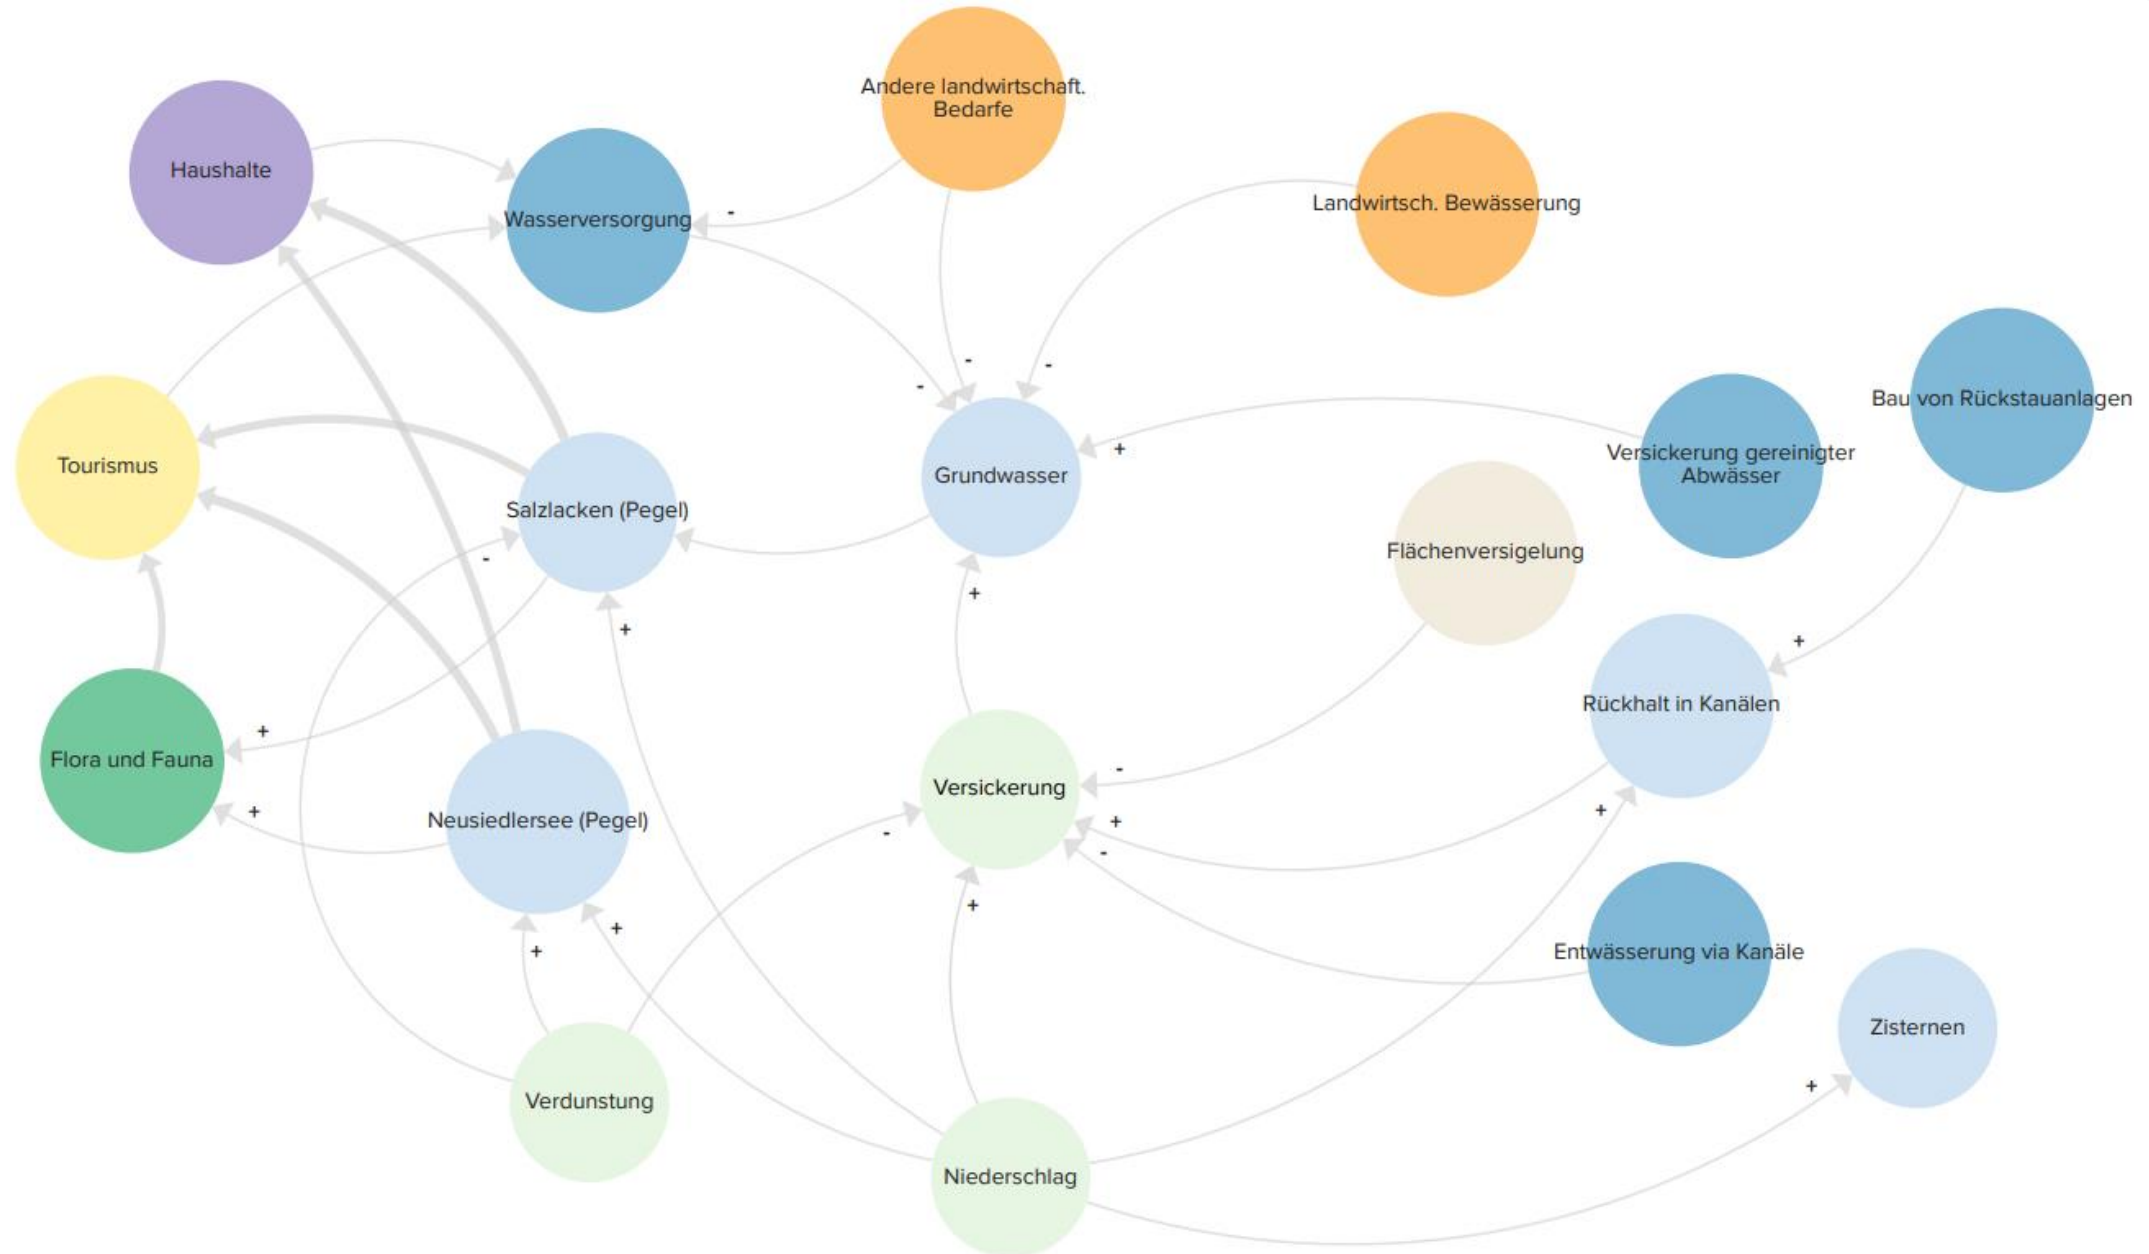 Andere landwirtschaft.
Bedarfe
Haushalte
Landwirtsch. Bewässerung
Wasserversorgung
-
-
-
-
Bau von Rückstauanlagen
+
Versickerung gereinigter
Abwässer
Tourismus
Grundwasser
Salzlacken (Pegel)
Flächenversigelung
-
+
+
+
Rückhalt in Kanälen
+
Flora und Fauna
-
Versickerung
+
Neusiedlersee (Pegel)
+
+
-
-
+
+
+
Entwässerung via Kanäle
Zisternen
+
Verdunstung
Niederschlag